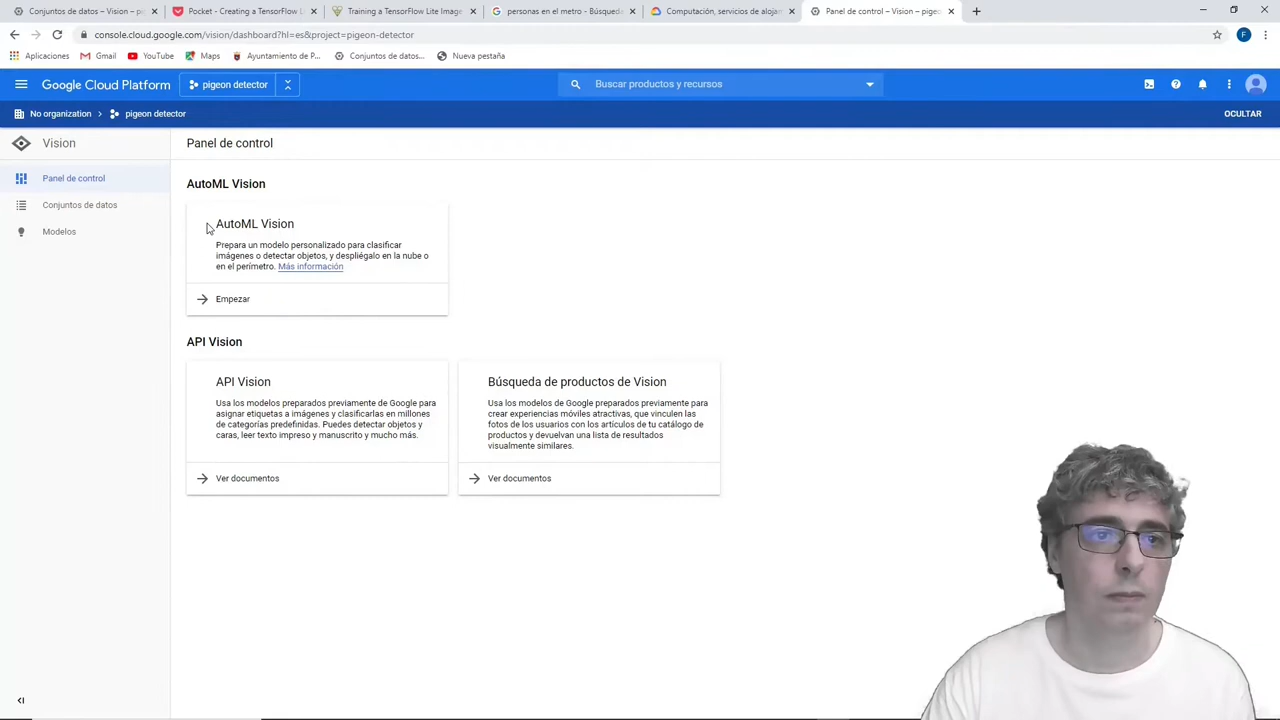 Conjuntos de datos – Vision – pi
Pocket - Creating a TensorFlow Li
Training a TensorFlow Lite Image
personas en el metro - Búsqued
Computación, servicios de alojam
Panel de control – Vision – pigeo
console.cloud.google.com/vision/dashboard?hl=es&project=pigeon-detector
F
Aplicaciones
Gmail
YouTube
Maps
Ayuntamiento de P...
Conjuntos de datos...
Nueva pestaña
Google Cloud Platform
pigeon detector
Buscar productos y recursos
No organization
pigeon detector
OCULTAR
Vision
Panel de control
Conjuntos de datos
Modelos
Panel de control
AutoML Vision
AutoML Vision
Prepara un modelo personalizado para clasificar
imágenes o detectar objetos, y despliégalo en la nube o
en el perímetro. Más información
Empezar
API Vision
API Vision
Usa los modelos preparados previamente de Google para
asignar etiquetas a imágenes y clasificarlas en millones
de categorías predefinidas. Puedes detectar objetos y
caras, leer texto impreso y manuscrito y mucho más.
Ver documentos
Búsqueda de productos de Vision
Usa los modelos de Google preparados previamente para
crear experiencias móviles atractivas, que vinculen las
fotos de los usuarios con los artículos de tu catálogo de
productos y devuelvan una lista de resultados
visualmente similares.
Ver documentos